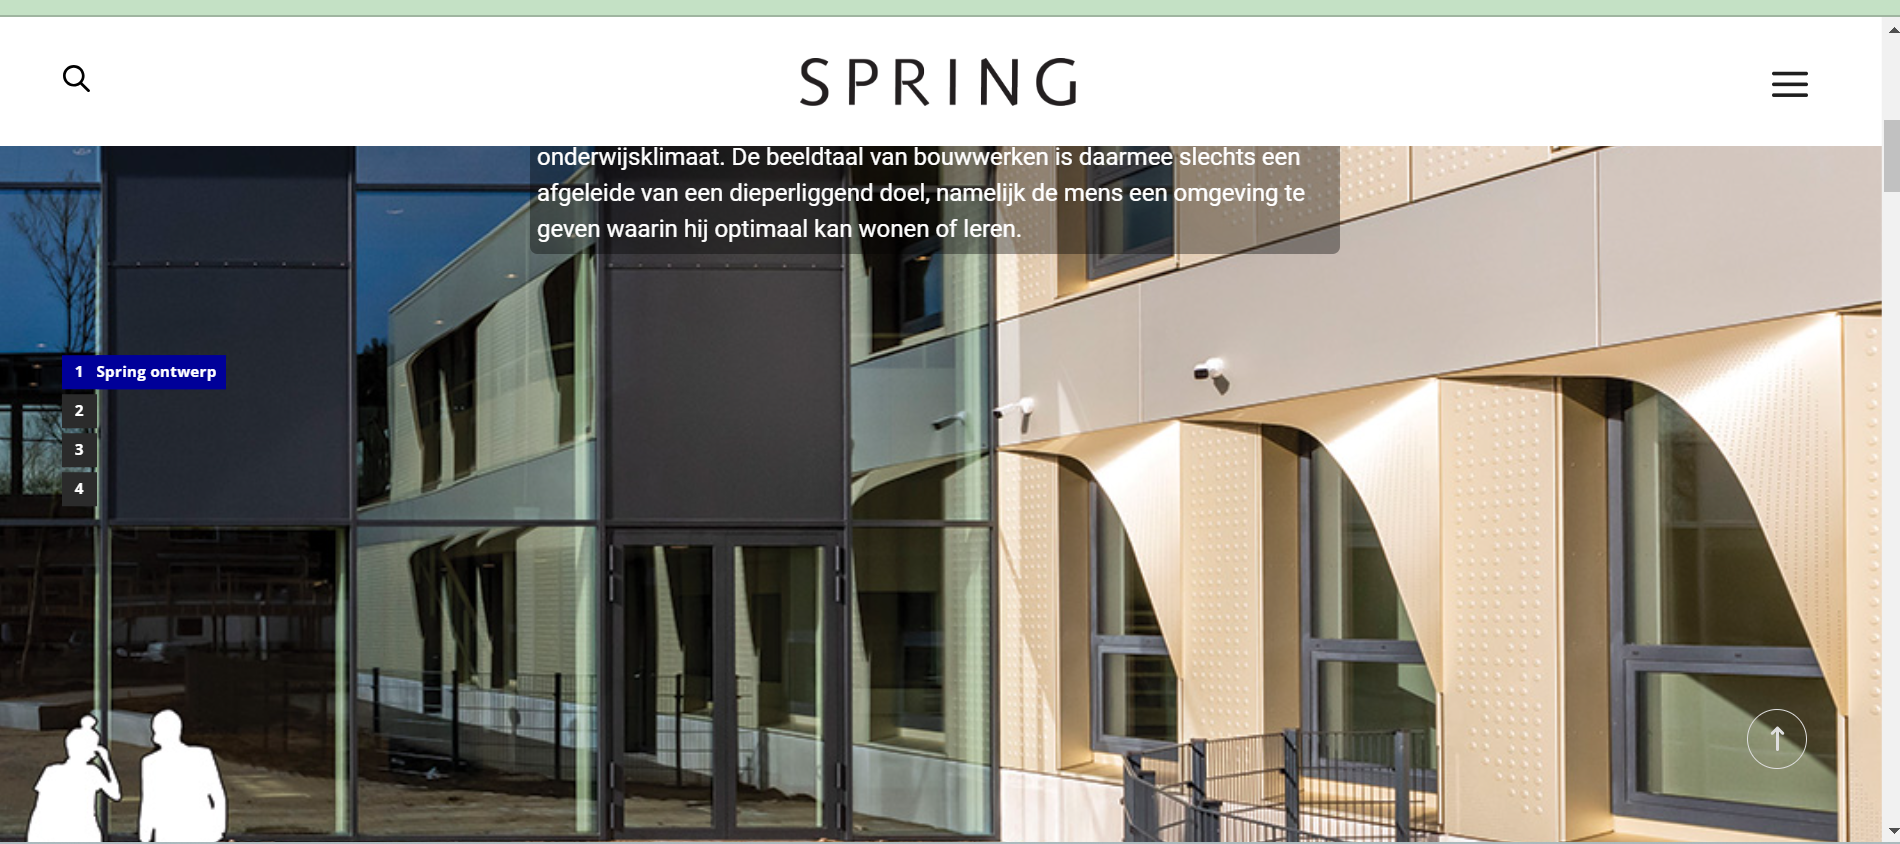 SPRING
onderwijsklimaat. De beeldtaal van bouwwerken is daarmee slechts een
afgeleide van een dieperliggend doel, namelijk de mens een omgeving te
geven waarin hij optimaal kan wonen of leren.
1 Spring ontwerp
2
3
4